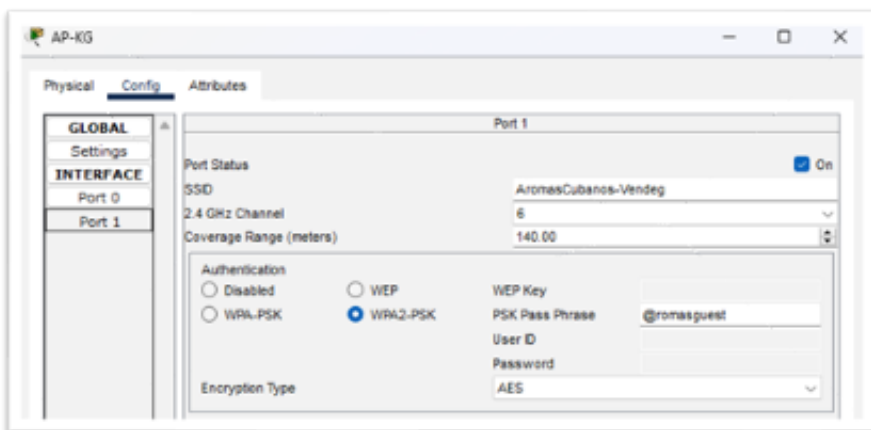 AP-KG
Physical Config Attributes
GLOBAL
Settings
INTERFACE
Port 0
Port 1
Port 1
Port Status On
SSID AromasCubanos-Vendeg
2.4 GHz Channel 6
Coverage Range (meters) 140.00
Authentication
Disabled WEP WEP Key
WPA-PSK WPA2-PSK PSK Pass Phrase @romasguest
User ID
Password
Encryption Type AES